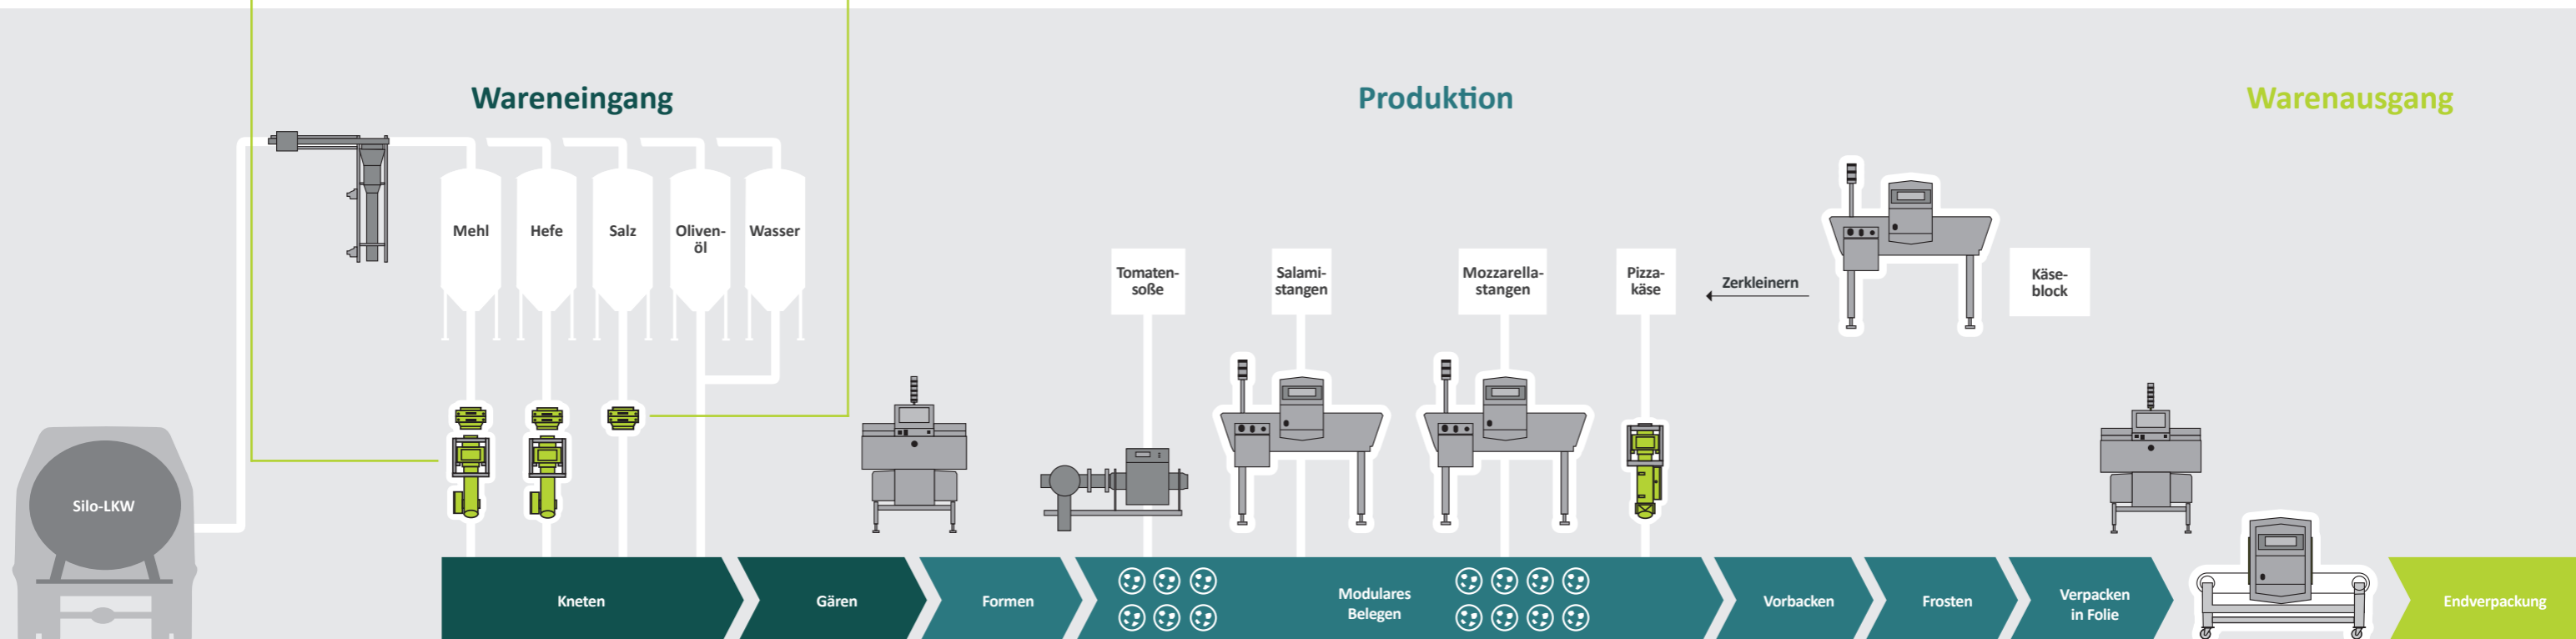 Wareneingang
Produktion
Warenausgang
Mehl
Hefe
Salz
Oliven-
öl
Wasser
Tomaten-
soße
Salami-
stangen
Mozzarella-
stangen
Pizza-
käse
Zerkleinern
Käse-
block
Silo-LKW
Kneten
Gären
Formen
Modulares
Belegen
Vorbacken
Frosten
Verpacken
in Folie
Endverpackung